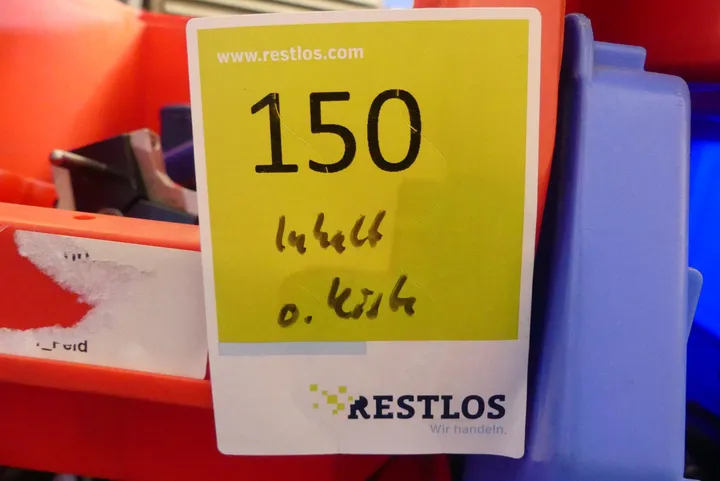 www.restlos.com
150
Inhalt
o. Kiste
RESTLOS
Wir handeln.